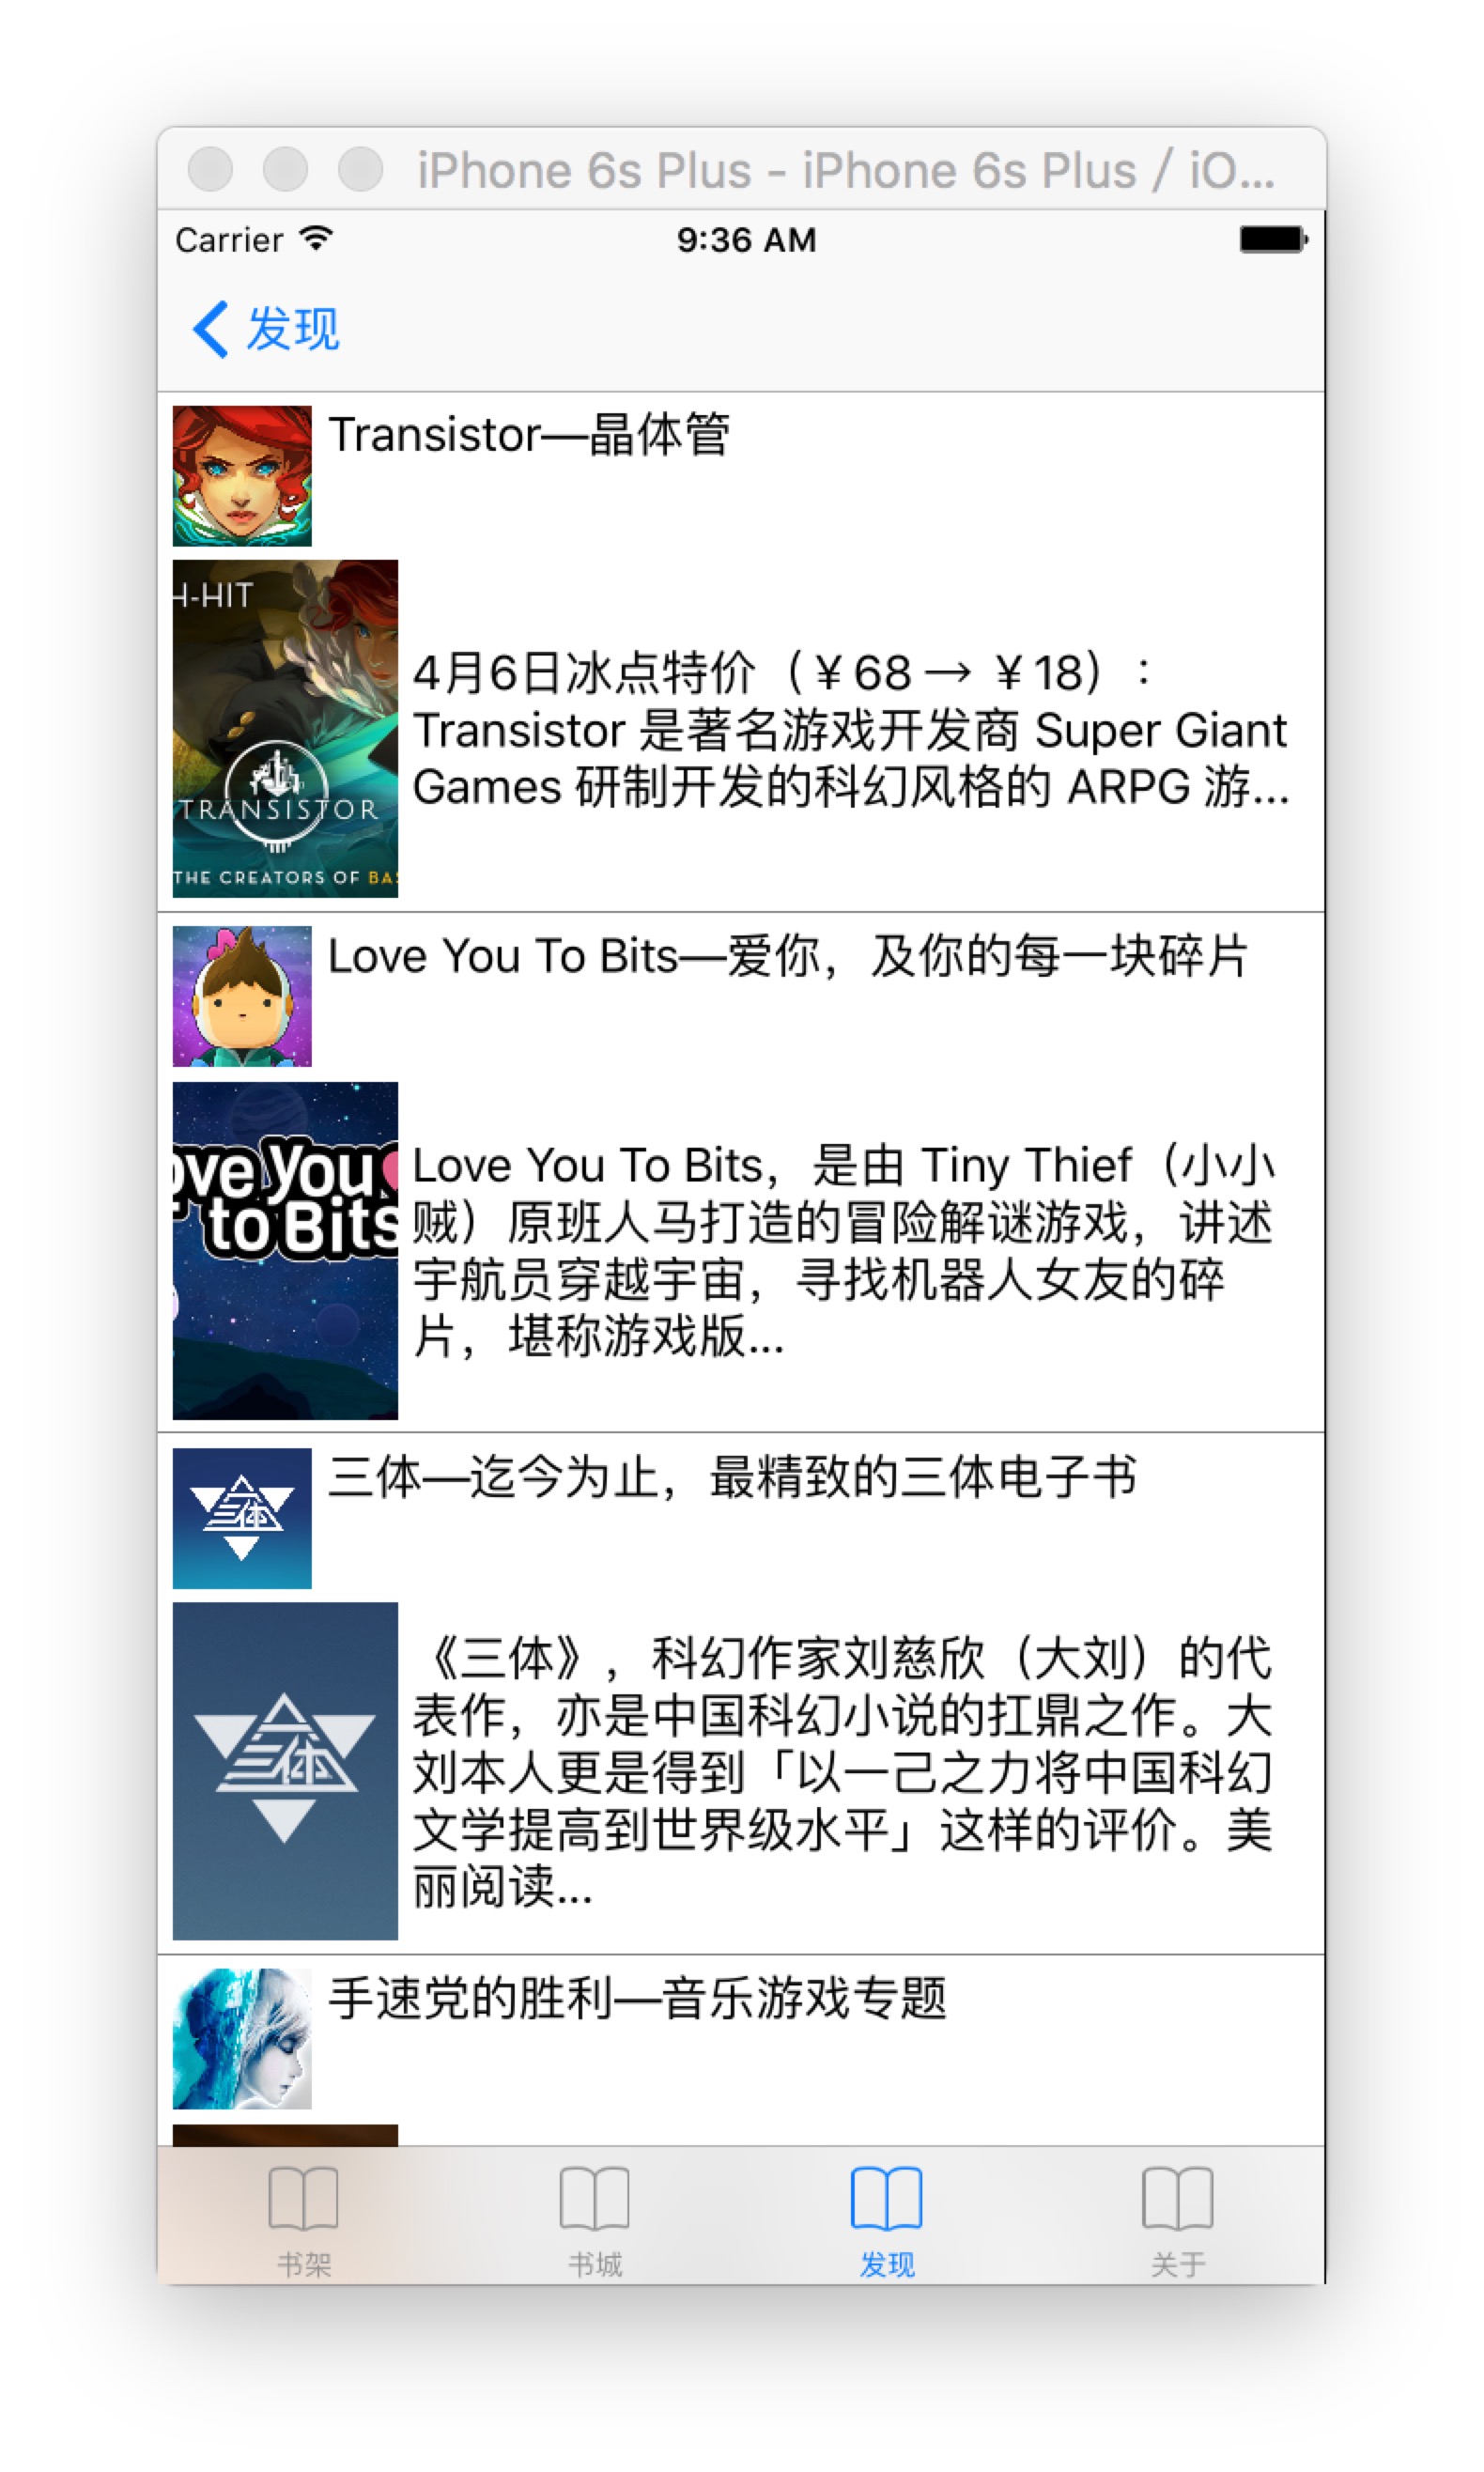 iPhone 6s Plus - iPhone 6s Plus / iO...
Carrier
9:36 AM
发现
Transistor—晶体管
H-HIT
TRANSISTOR
THE CREATORS OF BAS
4月6日冰点特价（￥68 → ￥18）：
Transistor 是著名游戏开发商 Super Giant
Games 研制开发的科幻风格的 ARPG 游...
Love You To Bits—爱你，及你的每一块碎片
ove You
to Bits
Love You To Bits，是由 Tiny Thief（小小
贼）原班人马打造的冒险解谜游戏，讲述
宇航员穿越宇宙，寻找机器人女友的碎
片，堪称游戏版...
三体
三体—迄今为止，最精致的三体电子书
三体
《三体》，科幻作家刘慈欣（大刘）的代
表作，亦是中国科幻小说的扛鼎之作。大
刘本人更是得到「以一己之力将中国科幻
文学提高到世界级水平」这样的评价。美
丽阅读...
手速党的胜利—音乐游戏专题
书架
书城
发现
关于